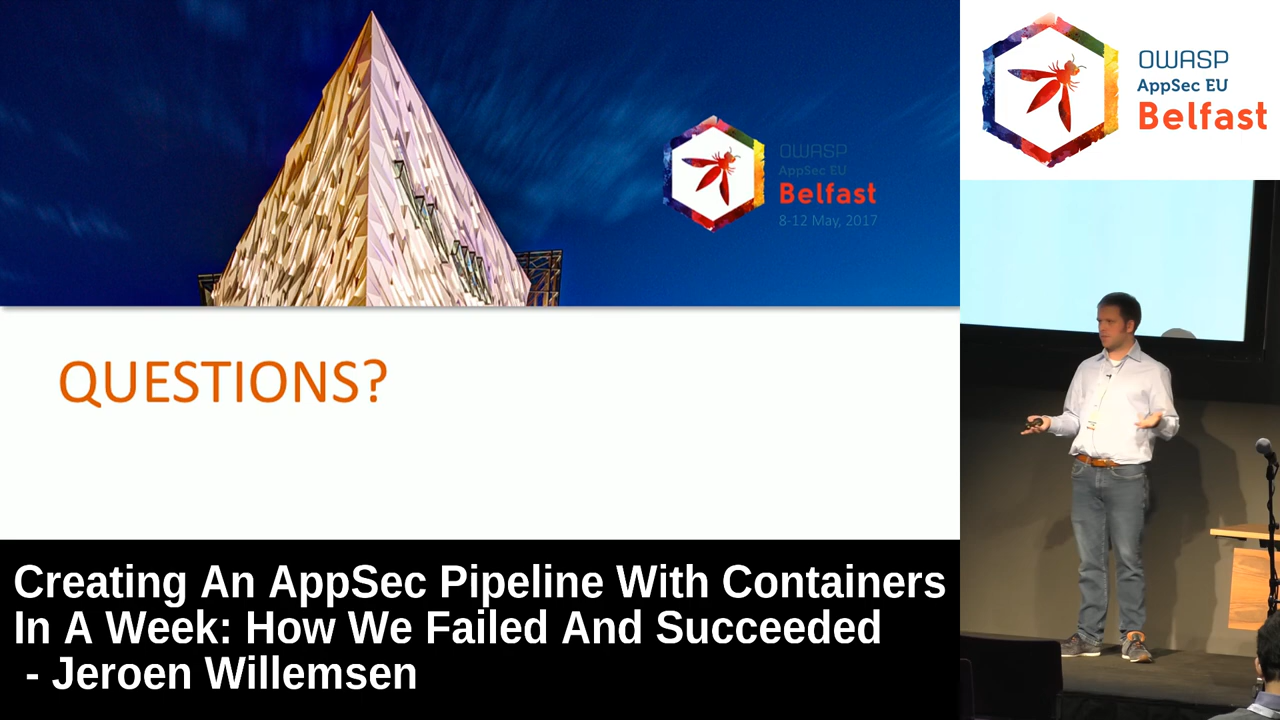 OWASP
AppSec EU
Belfast
8-12 May, 2017
QUESTIONS?
Creating An AppSec Pipeline With Containers
In A Week: How We Failed And Succeeded
- Jeroen Willemsen
OWASP
AppSec EU
Belfast